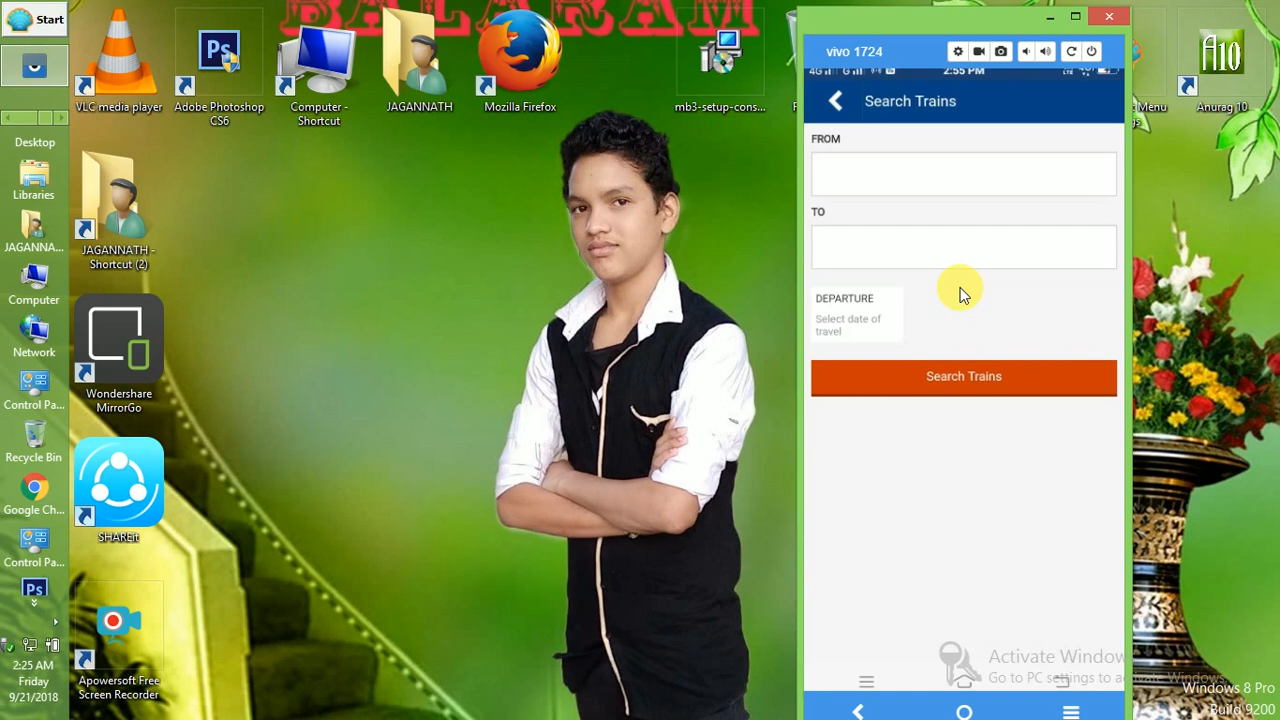 BALARAM
Start
VLC media player
Adobe Photoshop
CS6
Computer -
Shortcut
JAGANNATH
Mozilla Firefox
mb3-setup-cons...
Menu
Anurag 10
A10
Ps
Desktop
Libraries
JAGANNA...
Computer
Network
Control Pa...
Recycle Bin
Google Ch...
Control Pa...
Ps
JAGANNATH -
Shortcut (2)
Wondershare
MirrorGo
SHAREit
Apowersoft Free
Screen Recorder
2:25 AM
Friday
9/21/2018
vivo 1724
2:55 PM
Search Trains
FROM
TO
DEPARTURE
Select date of
travel
Search Trains
Activate Window
Go to PC settings to activate Windows.
Windows 8 Pro
Build 9200